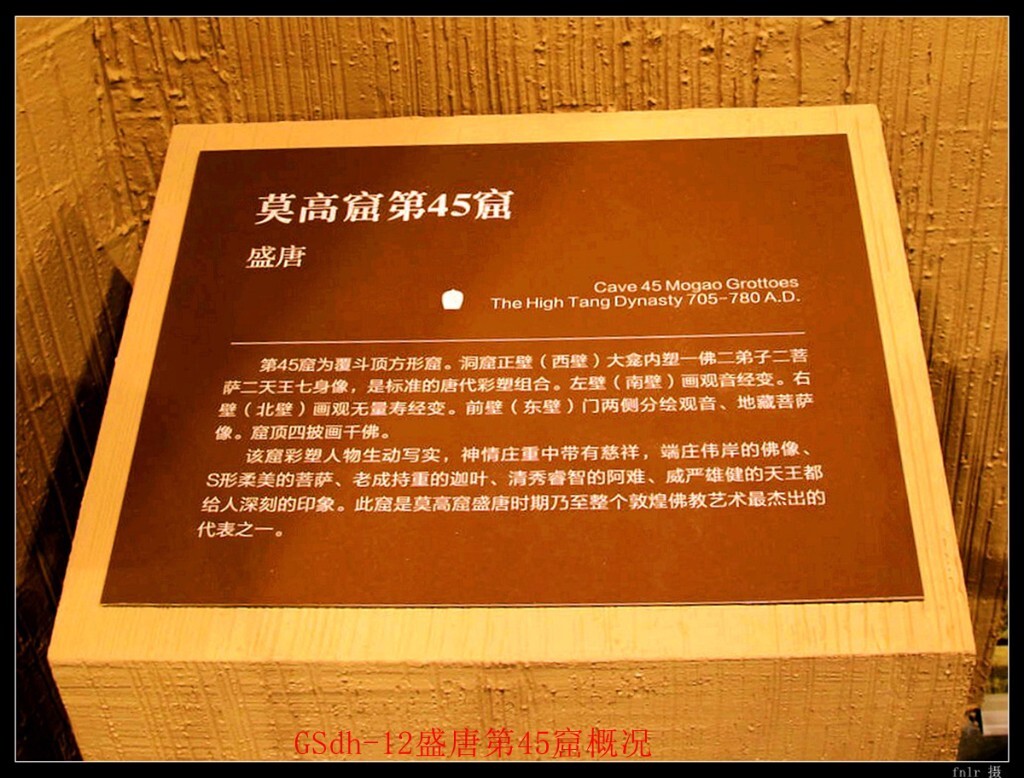 莫高窟第45窟
盛唐
Cave 45 Mogao Grottoes
The High Tang Dynasty 705-780 A.D.
第45窟为覆斗顶方形窟。洞窟正壁（西壁）大龛内塑一佛二弟子二菩
萨二天王七身像，是标准的唐代彩塑组合。左壁（南壁）画观音经变。右
壁（北壁）画观无量寿经变。前壁（东壁）门两侧分绘观音、地藏菩萨
像。窟顶四披画千佛。
该窟彩塑人物生动写实，神情庄重中带有慈祥，端庄伟岸的佛像、
S形柔美的菩萨、老成持重的迦叶、清秀睿智的阿难、威严雄健的天王都
给人深刻的印象。此窟是莫高窟盛唐时期乃至整个敦煌佛教艺术最杰出的
代表之一。
GSdh-12盛唐第45窟概况
fnlr 摄